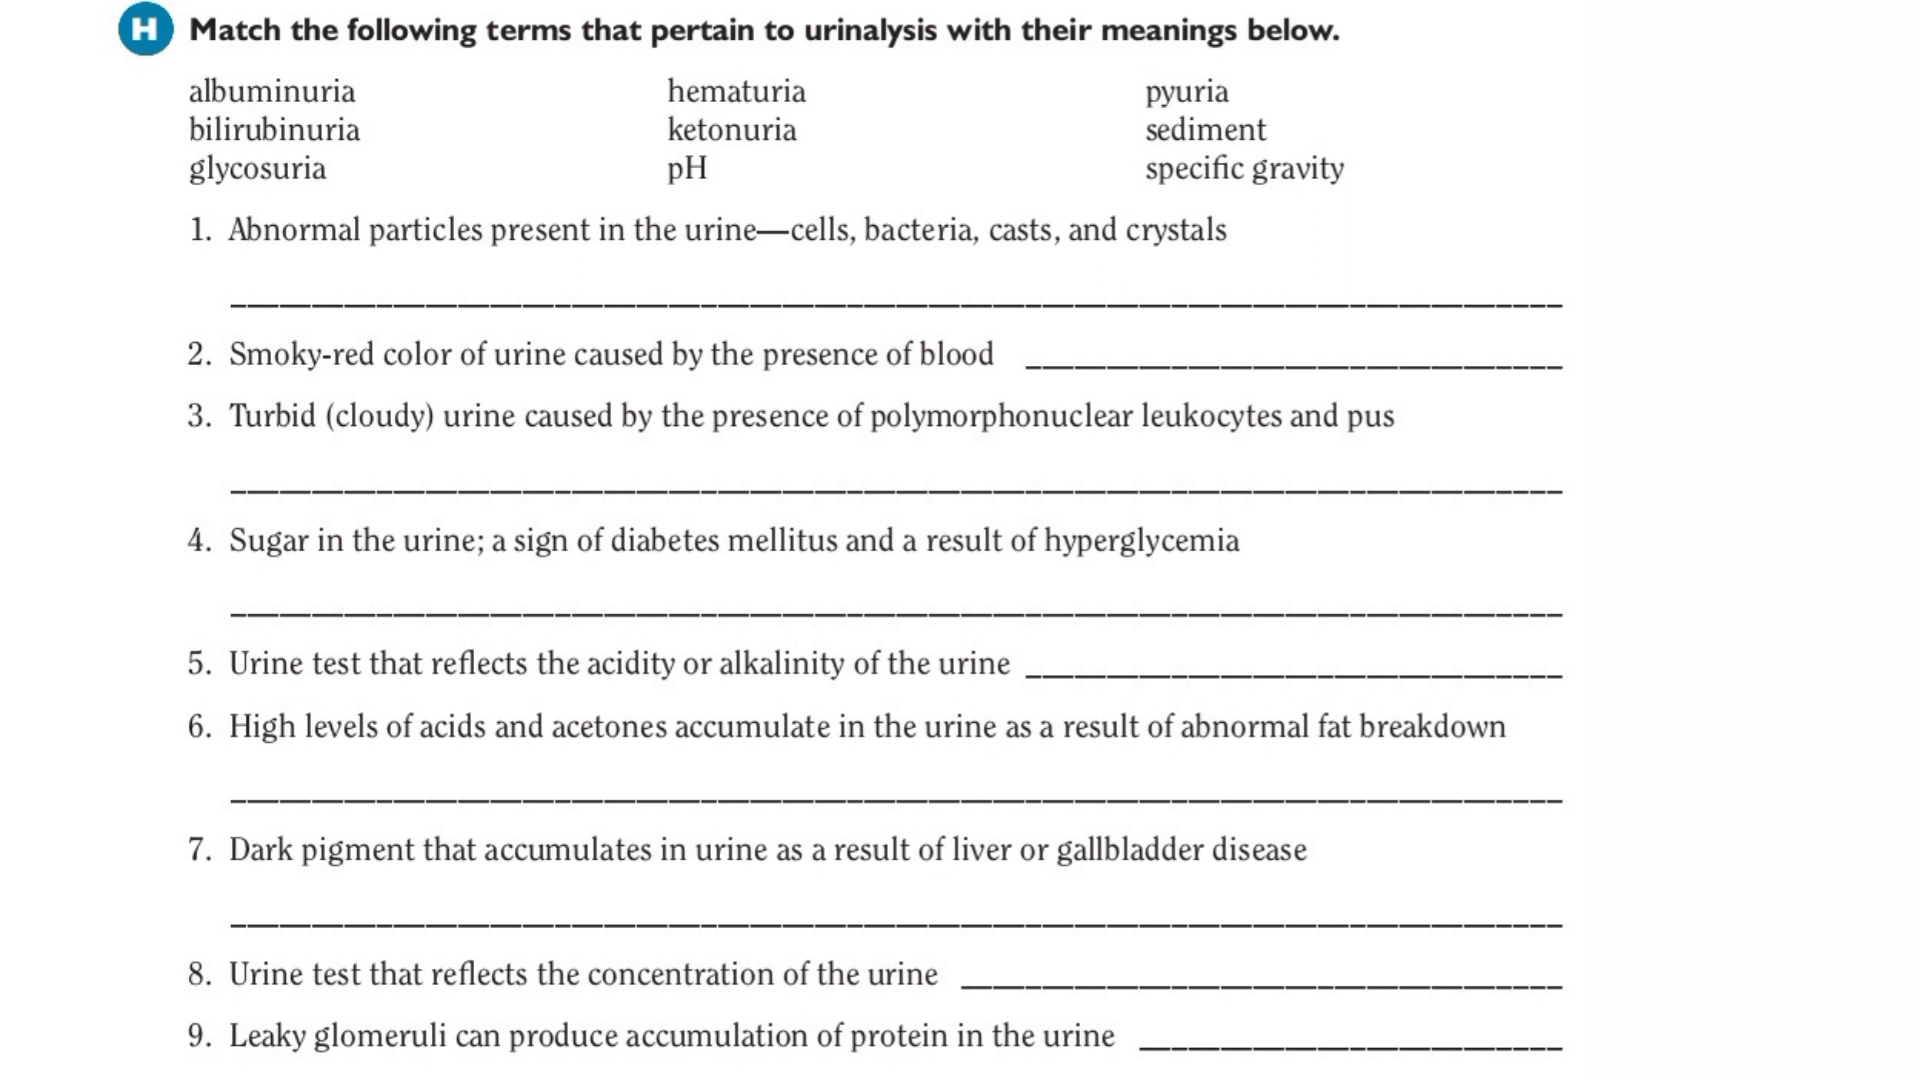 H Match the following terms that pertain to urinalysis with their meanings below.
albuminuria hematuria pyuria
bilirubinuria ketonuria sediment
glycosuria pH specific gravity
1. Abnormal particles present in the urine—cells, bacteria, casts, and crystals
2. Smoky-red color of urine caused by the presence of blood
3. Turbid (cloudy) urine caused by the presence of polymorphonuclear leukocytes and pus
4. Sugar in the urine; a sign of diabetes mellitus and a result of hyperglycemia
5. Urine test that reflects the acidity or alkalinity of the urine
6. High levels of acids and acetones accumulate in the urine as a result of abnormal fat breakdown
7. Dark pigment that accumulates in urine as a result of liver or gallbladder disease
8. Urine test that reflects the concentration of the urine
9. Leaky glomeruli can produce accumulation of protein in the urine